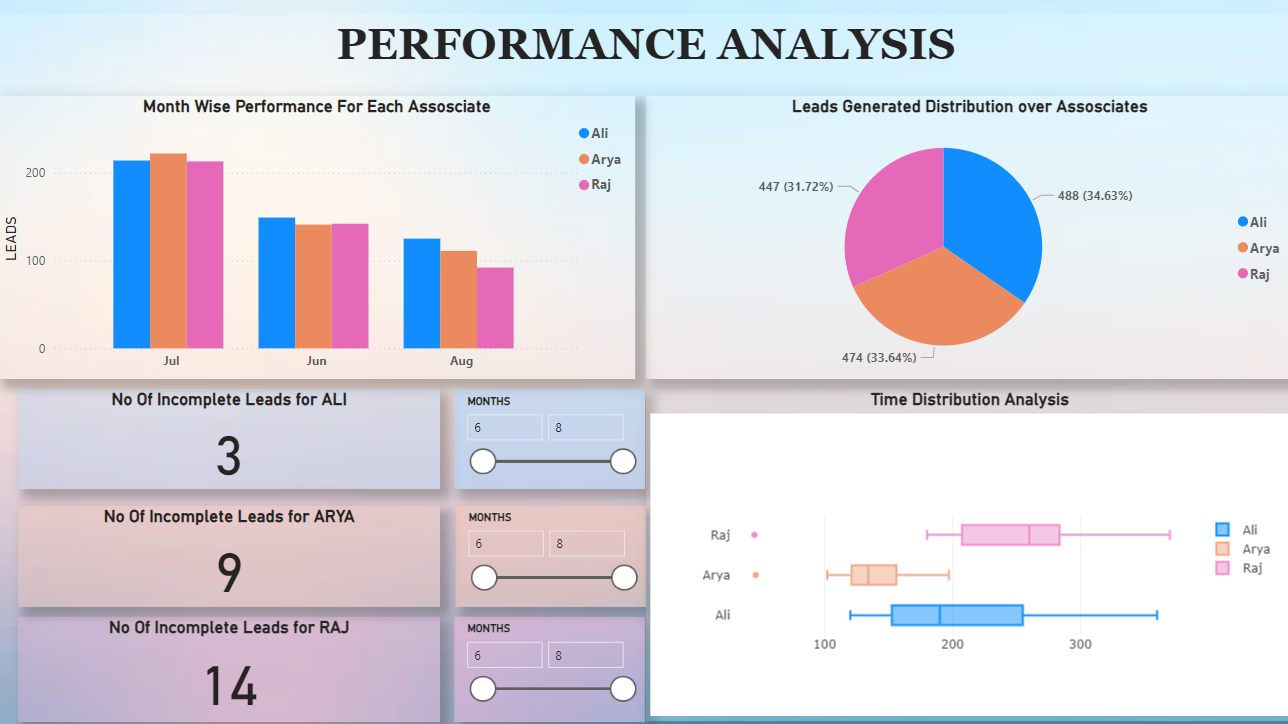 PERFORMANCE ANALYSIS
Month Wise Performance For Each Assosciate
Ali
Arya
Raj
LEADS
200
100
0
Jul
Jun
Aug
Leads Generated Distribution over Assosciates
447 (31.72%)
488 (34.63%)
474 (33.64%)
Ali
Arya
Raj
No Of Incomplete Leads for ALI
3
MONTHS
6
8
No Of Incomplete Leads for ARYA
9
MONTHS
6
8
No Of Incomplete Leads for RAJ
14
MONTHS
6
8
Time Distribution Analysis
Raj
Arya
Ali
100
200
300
Ali
Arya
Raj